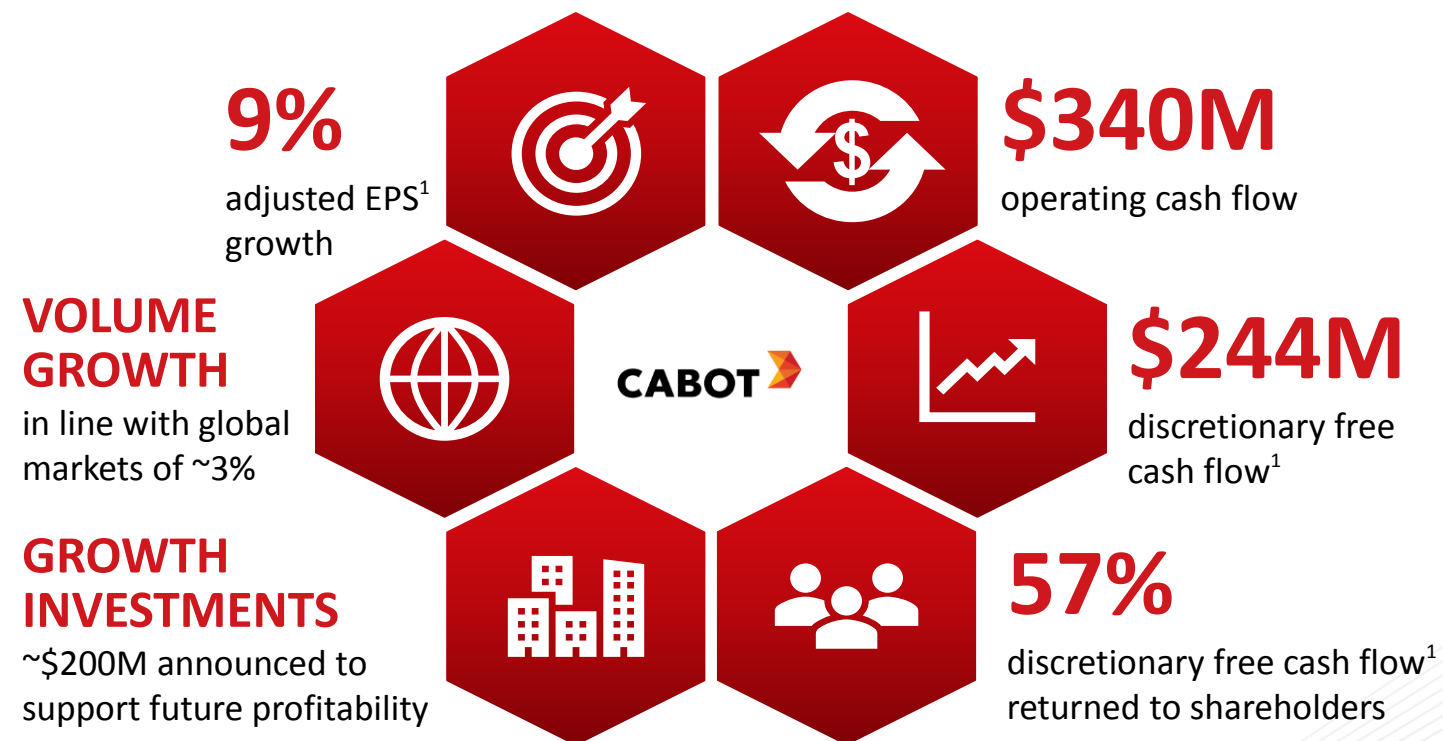 9%
adjusted EPS¹
growth
$
$340M
operating cash flow
VOLUME
GROWTH
in line with global
markets of ~3%
CABOT
$244M
discretionary free
cash flow¹
GROWTH
INVESTMENTS
~$200M announced to
support future profitability
57%
discretionary free cash flow¹
returned to shareholders